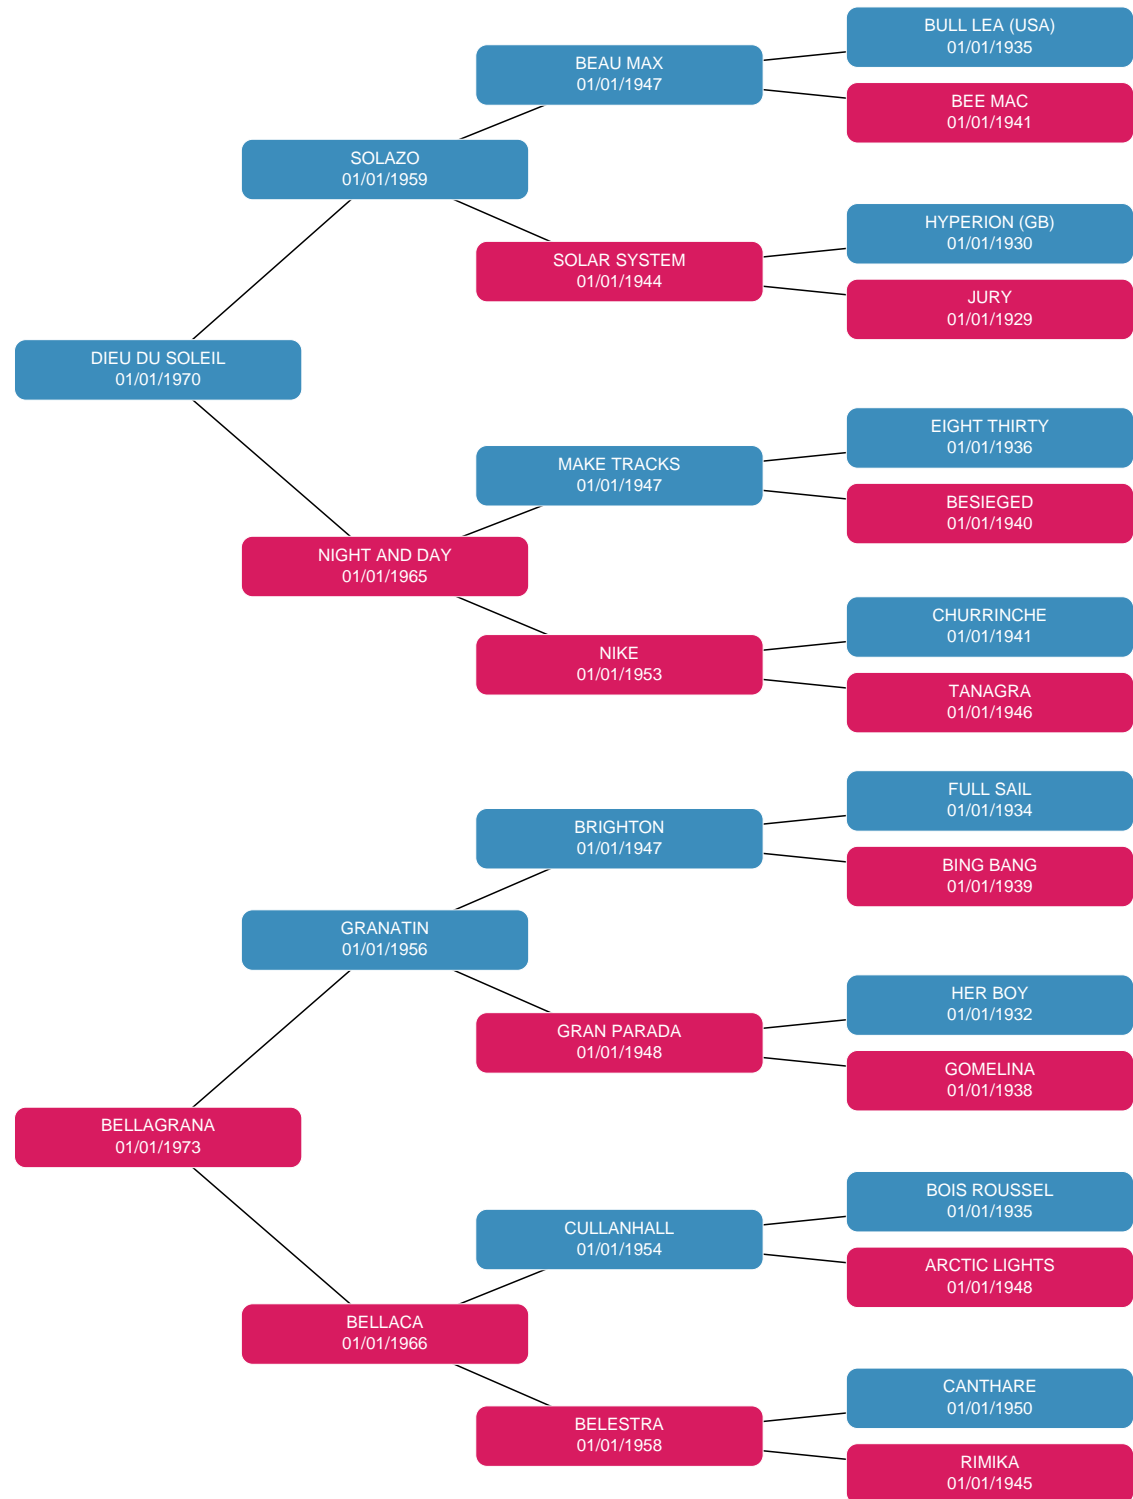 BULL LEA (USA)
01/01/1935
BEAU MAX
01/01/1947
BEE MAC
01/01/1941
SOLAZO
01/01/1959
HYPERION (GB)
01/01/1930
SOLAR SYSTEM
01/01/1944
JURY
01/01/1929
DIEU DU SOLEIL
01/01/1970
EIGHT THIRTY
01/01/1936
MAKE TRACKS
01/01/1947
BESIEGED
01/01/1940
NIGHT AND DAY
01/01/1965
CHURRINCHE
01/01/1941
NIKE
01/01/1953
TANAGRA
01/01/1946
FULL SAIL
01/01/1934
BRIGHTON
01/01/1947
BING BANG
01/01/1939
GRANATIN
01/01/1956
HER BOY
01/01/1932
GRAN PARADA
01/01/1948
GOMELINA
01/01/1938
BELLAGRANA
01/01/1973
BOIS ROUSSEL
01/01/1935
CULLANHALL
01/01/1954
ARCTIC LIGHTS
01/01/1948
BELLACA
01/01/1966
CANTHARE
01/01/1950
BELESTRA
01/01/1958
RIMIKA
01/01/1945